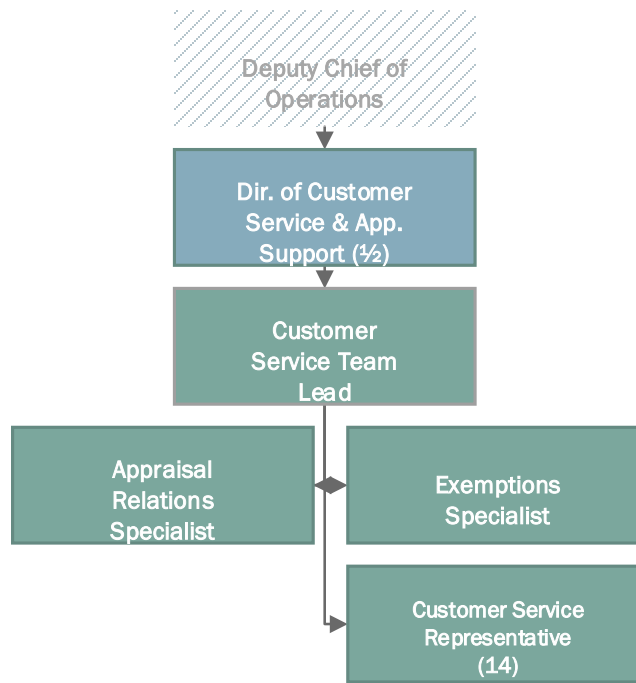 Deputy Chief of
Operations
Dir. of Customer
Service & App.
Support (½)
Customer
Service Team
Lead
Appraisal
Relations
Specialist
Exemptions
Specialist
Customer Service
Representative
(14)